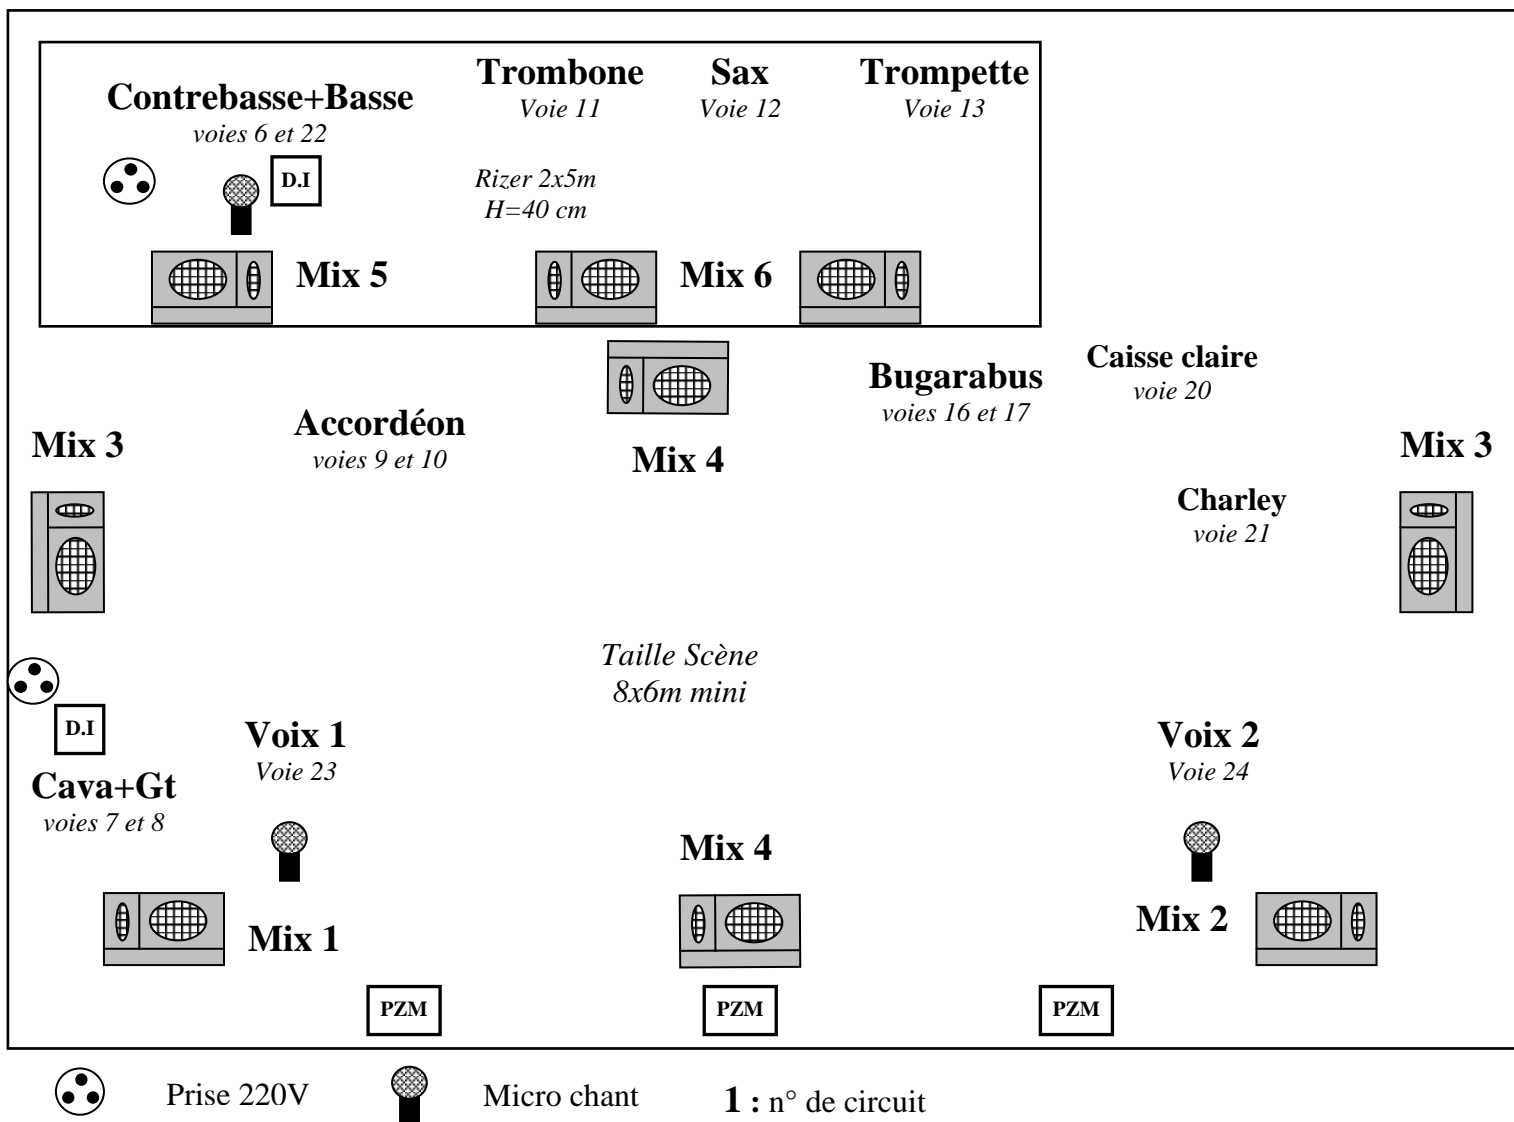 Contrebasse+Basse
voies 6 et 22
Trombone
Voie 11
Sax
Voie 12
Trompette
Voie 13
D.I
Rizer 2x5m
H=40 cm
Mix 5
Mix 6
Caisse claire
voie 20
Bugarabus
voies 16 et 17
Accordéon
voies 9 et 10
Mix 3
Mix 4
Mix 3
Charley
voie 21
Taille Scène
8x6m mini
D.I
Cava+Gt
voies 7 et 8
Voix 1
Voie 23
Voix 2
Voie 24
Mix 4
Mix 1
Mix 2
PZM
PZM
PZM
Prise 220V
Micro chant
1 : n° de circuit